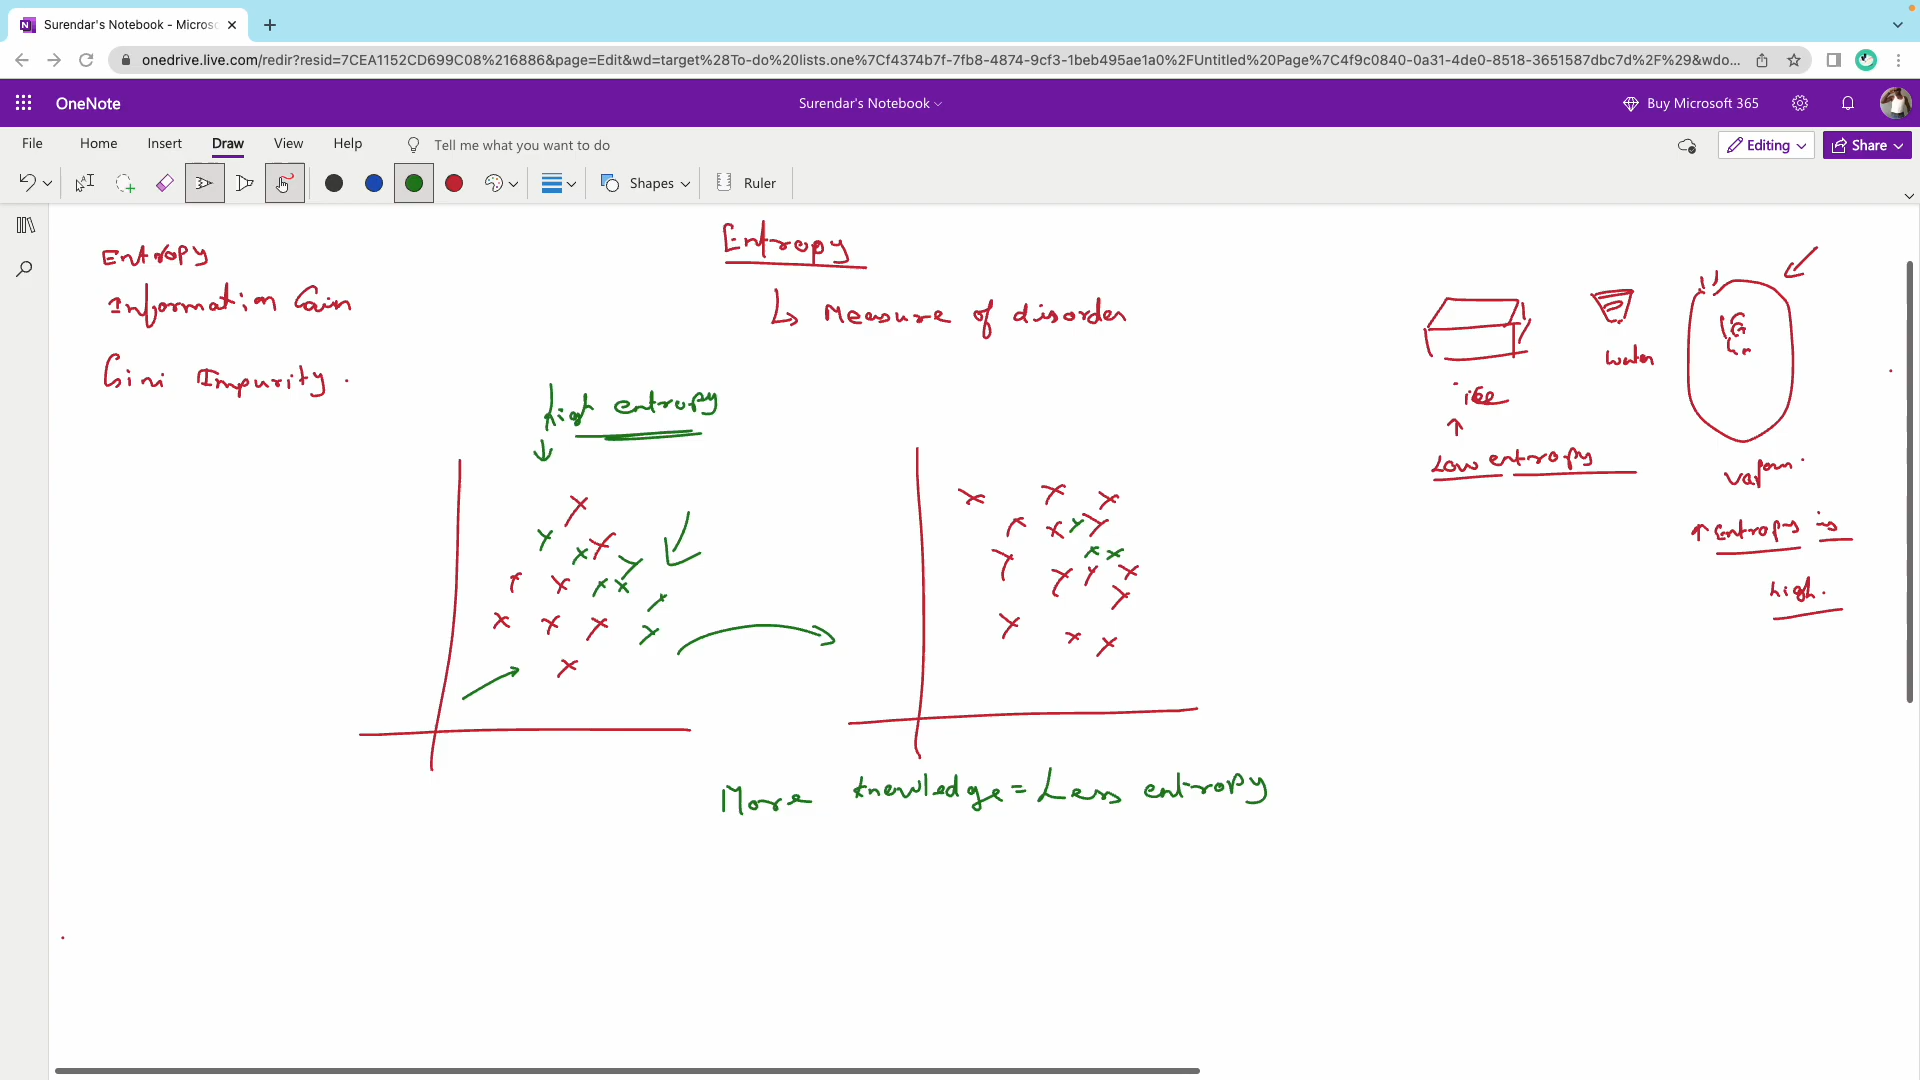 Surendar's Notebook - Micros
onedrive.live.com/redir?resid=7CEA1152CD699C08%216886&page=Edit&wd=target%28To-do%20lists.one%7Cf4374b7f-7fb8-4874-9cf3-1beb495ae1a0%2FUntitled%20Page%7C4f9c0840-0a31-4de0-8518-3651587dbc7d%2F%29&wdo...
OneNote
Surendar's Notebook
Buy Microsoft 365
File Home Insert Draw View Help Tell me what you want to do
Editing Share
Shapes Ruler
Entropy
Information Gain
Gini Impurity.
Entropy
Measure of disorder
high entropy
ice
water
vapour
Low entropy
Entropy is
high.
More knowledge = Less entropy